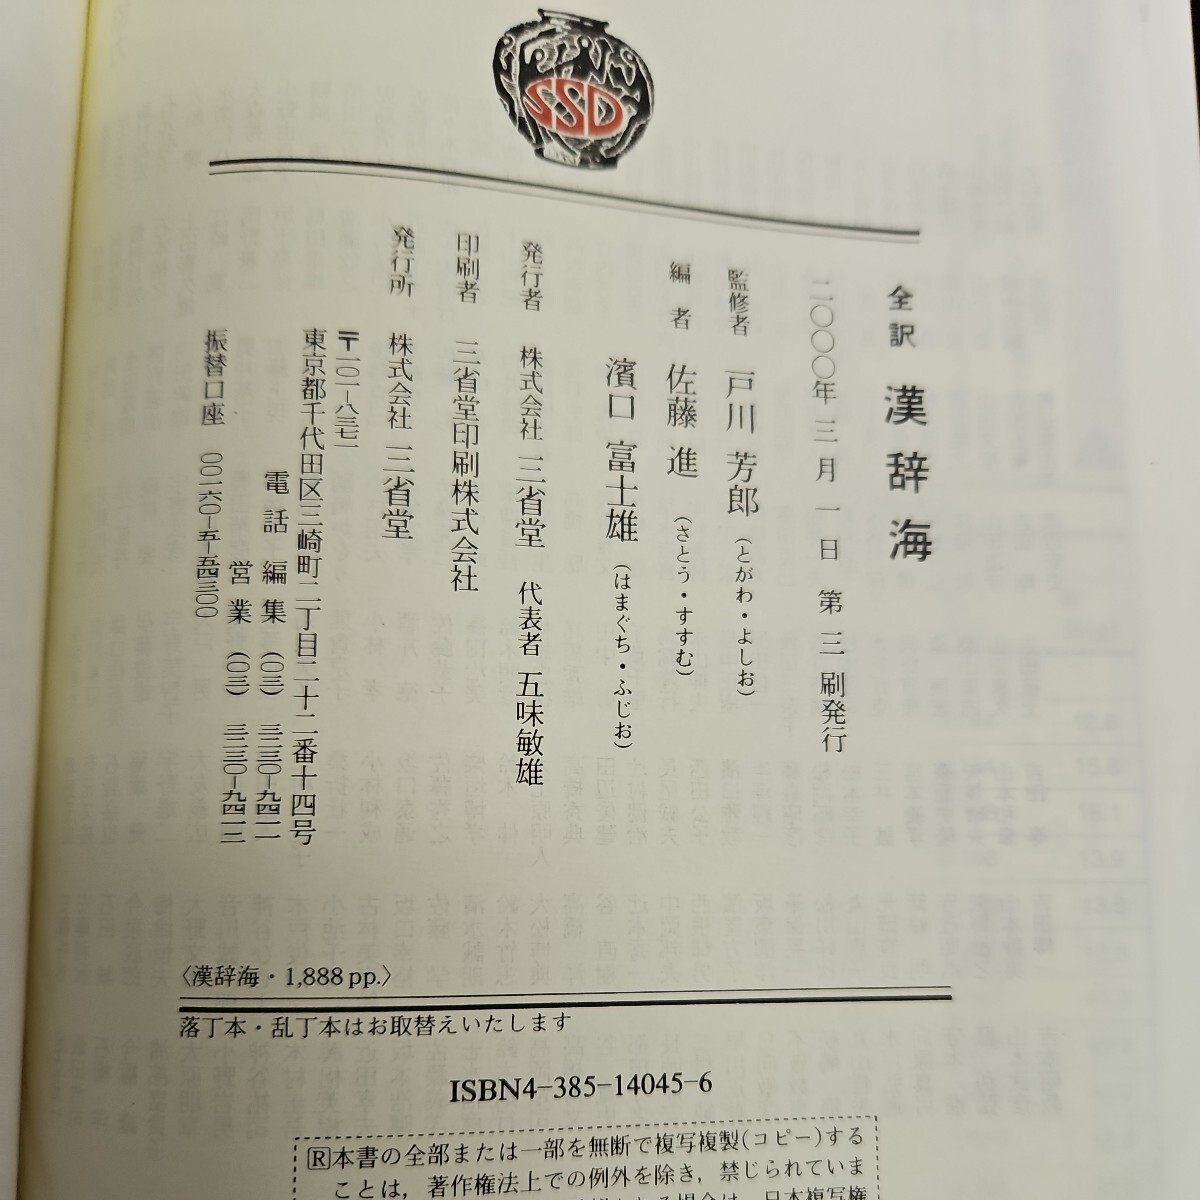 SSD
全訳 漢辞海
二〇〇〇年三月一日 第三刷発行
監修者 戸川芳郎(とがわ・よしお)
編者 佐藤進(さとう・すすむ)
濱口富士雄(はまぐち・ふじお)
発行者 株式会社三省堂 代表者 五味敏雄
印刷者 三省堂印刷株式会社
発行所 株式会社三省堂
〒一〇一-八三七一
東京都千代田区三崎町二丁目二十二番十四号
電話 編集 (〇三) 三二三〇-九四一一
営業 (〇三) 三二三〇-九四一二
振替口座 〇〇一六〇-五-五四三〇〇
〈漢辞海・1,888 pp.〉
落丁本・乱丁本はお取替えいたします
ISBN4-385-14045-6
Ⓡ本書の全部または一部を無断で複写複製(コピー)する
ことは,著作権法上での例外を除き,禁じられていま